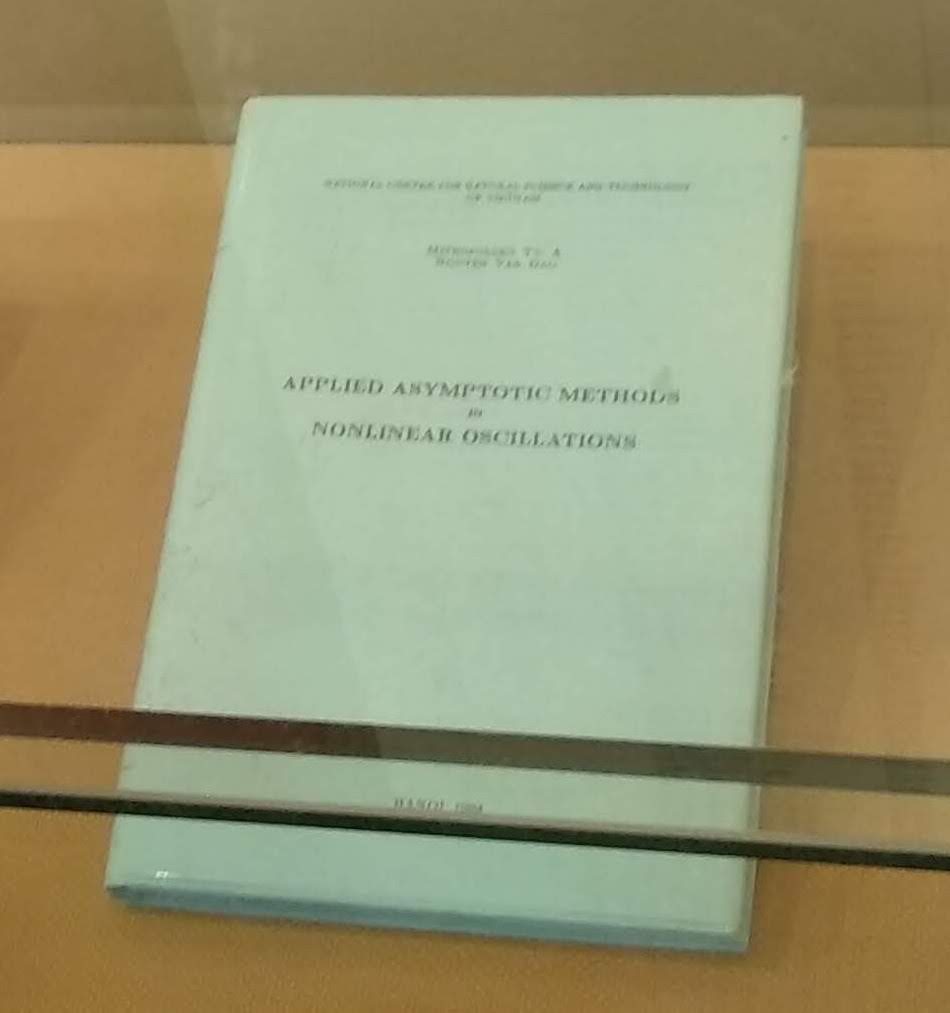 NATIONAL CENTER FOR NATURAL SCIENCE AND TECHNOLOGY
OF VIETNAM
MITROPOLSKII YU. A
NGUYEN VAN DAO
APPLIED ASYMPTOTIC METHODS
in
NONLINEAR OSCILLATIONS
HANOI 1994